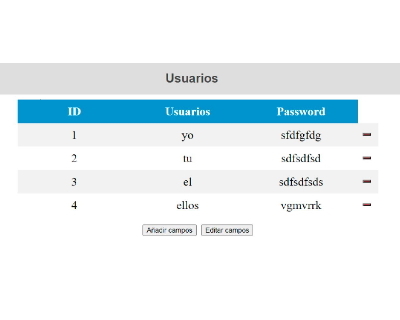 Usuarios
ID Usuarios Password
1 yo sfdfgfdg
2 tu sdfsdfsd
3 el sdfsdfsds
4 ellos vgmvrrk
Añadir campos Editar campos